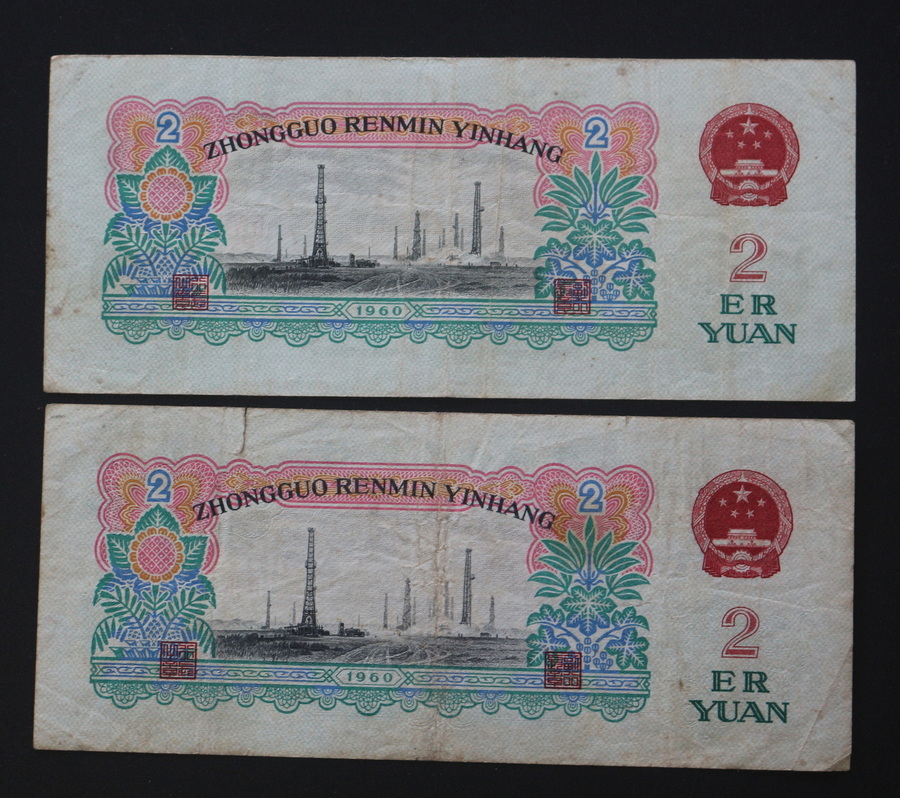 2 2
ZHONGGUO RENMIN YINHANG
1960
2
ER
YUAN
2 2
ZHONGGUO RENMIN YINHANG
1960
2
ER
YUAN